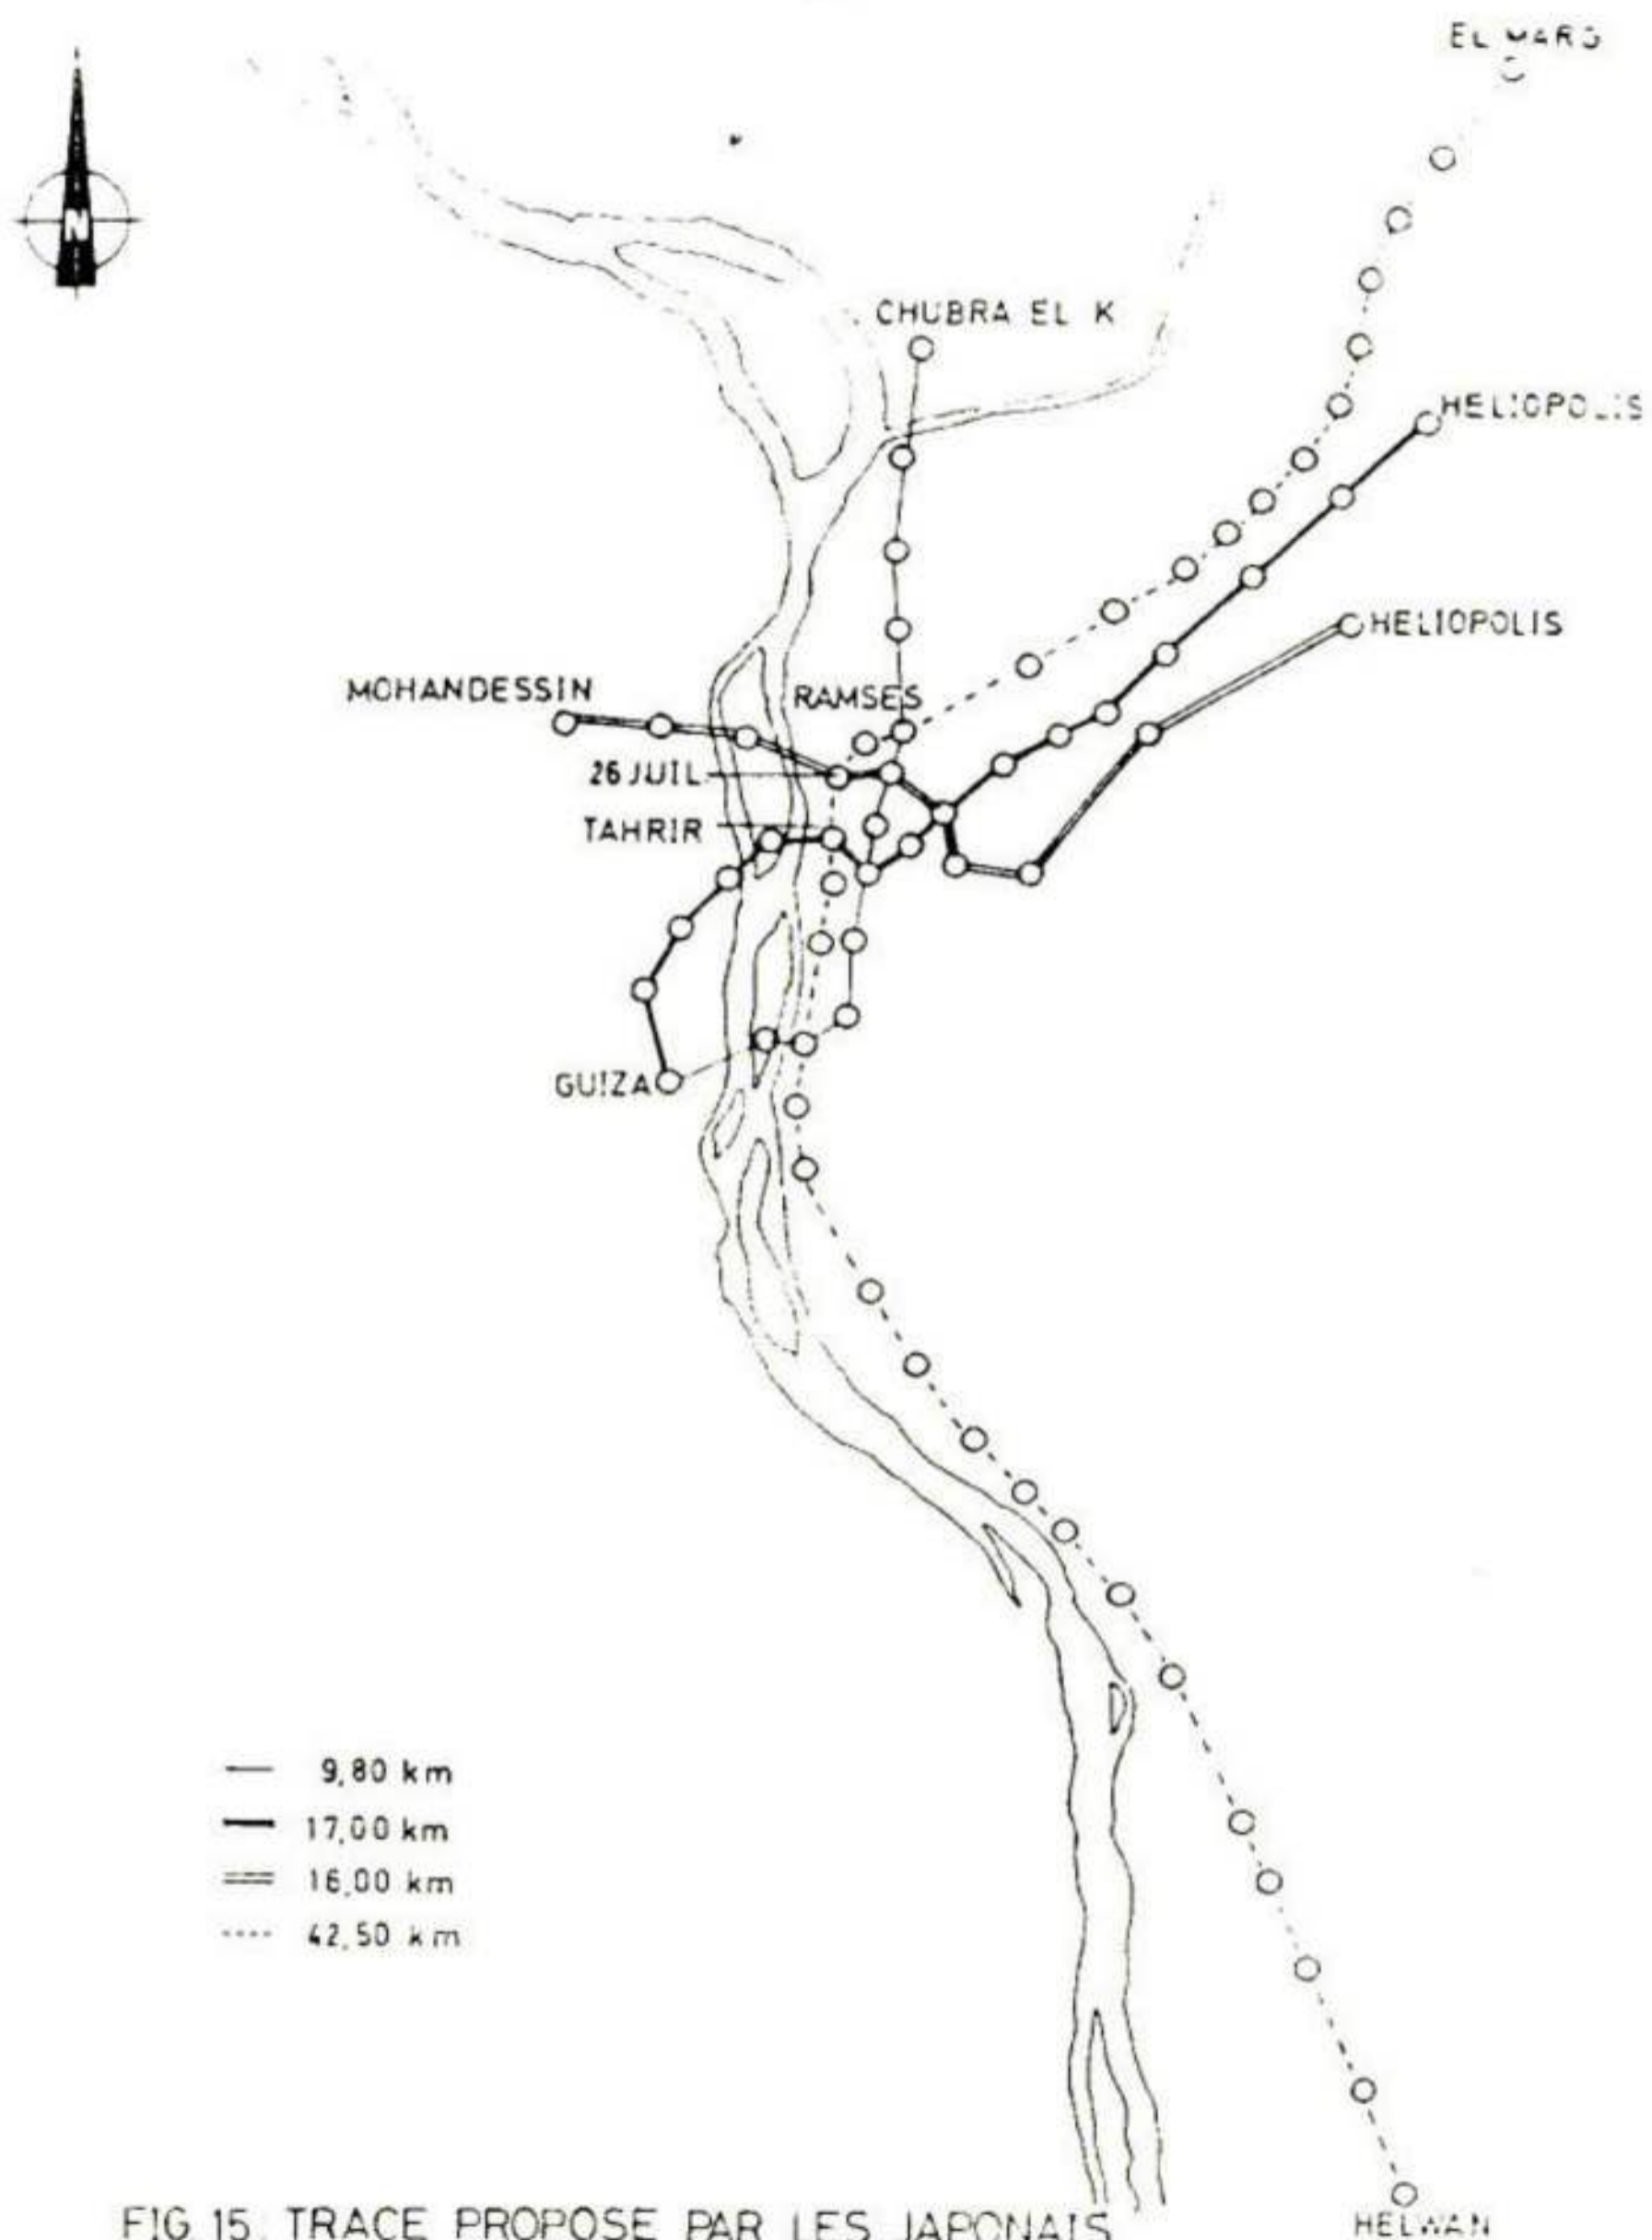 EL MARG
N
CHUBRA EL K
HELIOPOLIS
HELIOPOLIS
MOHANDESSIN
RAMSES
26 JUIL
TAHRIR
GUIZA
9,80 km
17,00 km
16,00 km
42,50 km
FIG 15. TRACE PROPOSE PAR LES JAPONAIS
HELWAN